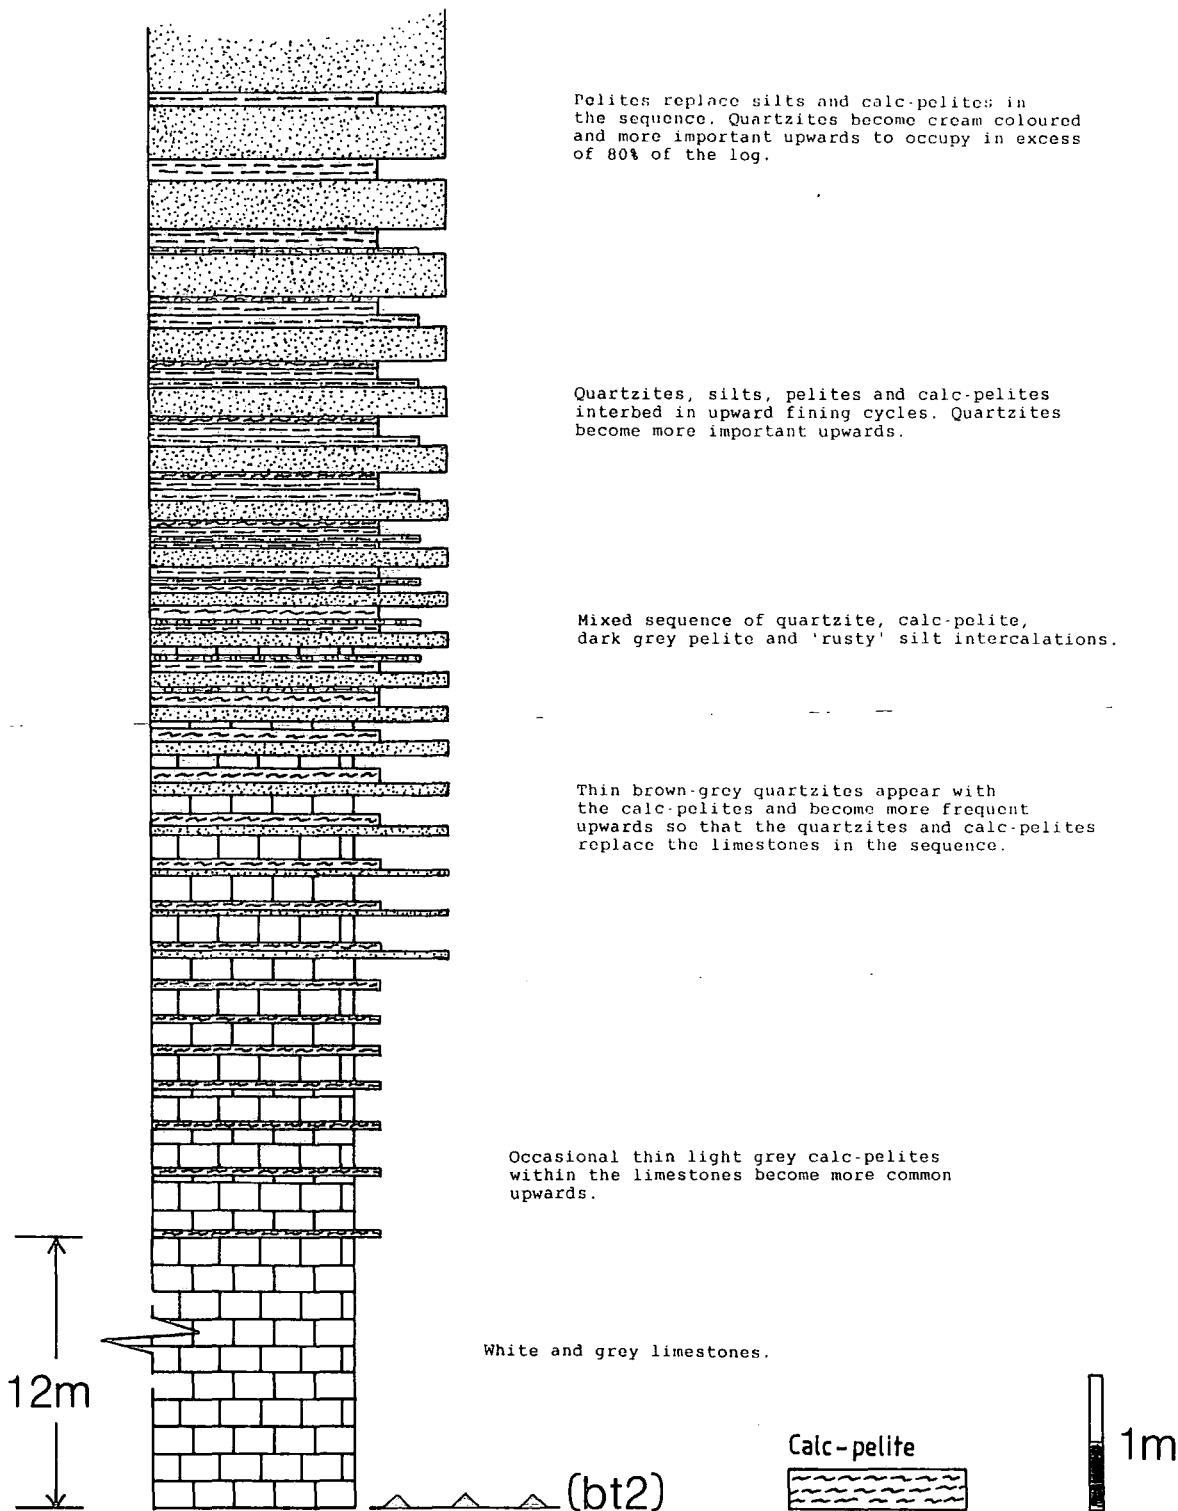 Pelites replace silts and calc-pelites in
the sequence. Quartzites become cream coloured
and more important upwards to occupy in excess
of 80% of the log.
Quartzites, silts, pelites and calc-pelites
interbed in upward fining cycles. Quartzites
become more important upwards.
Mixed sequence of quartzite, calc-pelite,
dark grey pelite and 'rusty' silt intercalations.
Thin brown-grey quartzites appear with
the calc-pelites and become more frequent
upwards so that the quartzites and calc-pelites
replace the limestones in the sequence.
Occasional thin light grey calc-pelites
within the limestones become more common
upwards.
White and grey limestones.
12m
Calc-pelite
1m
(bt2)